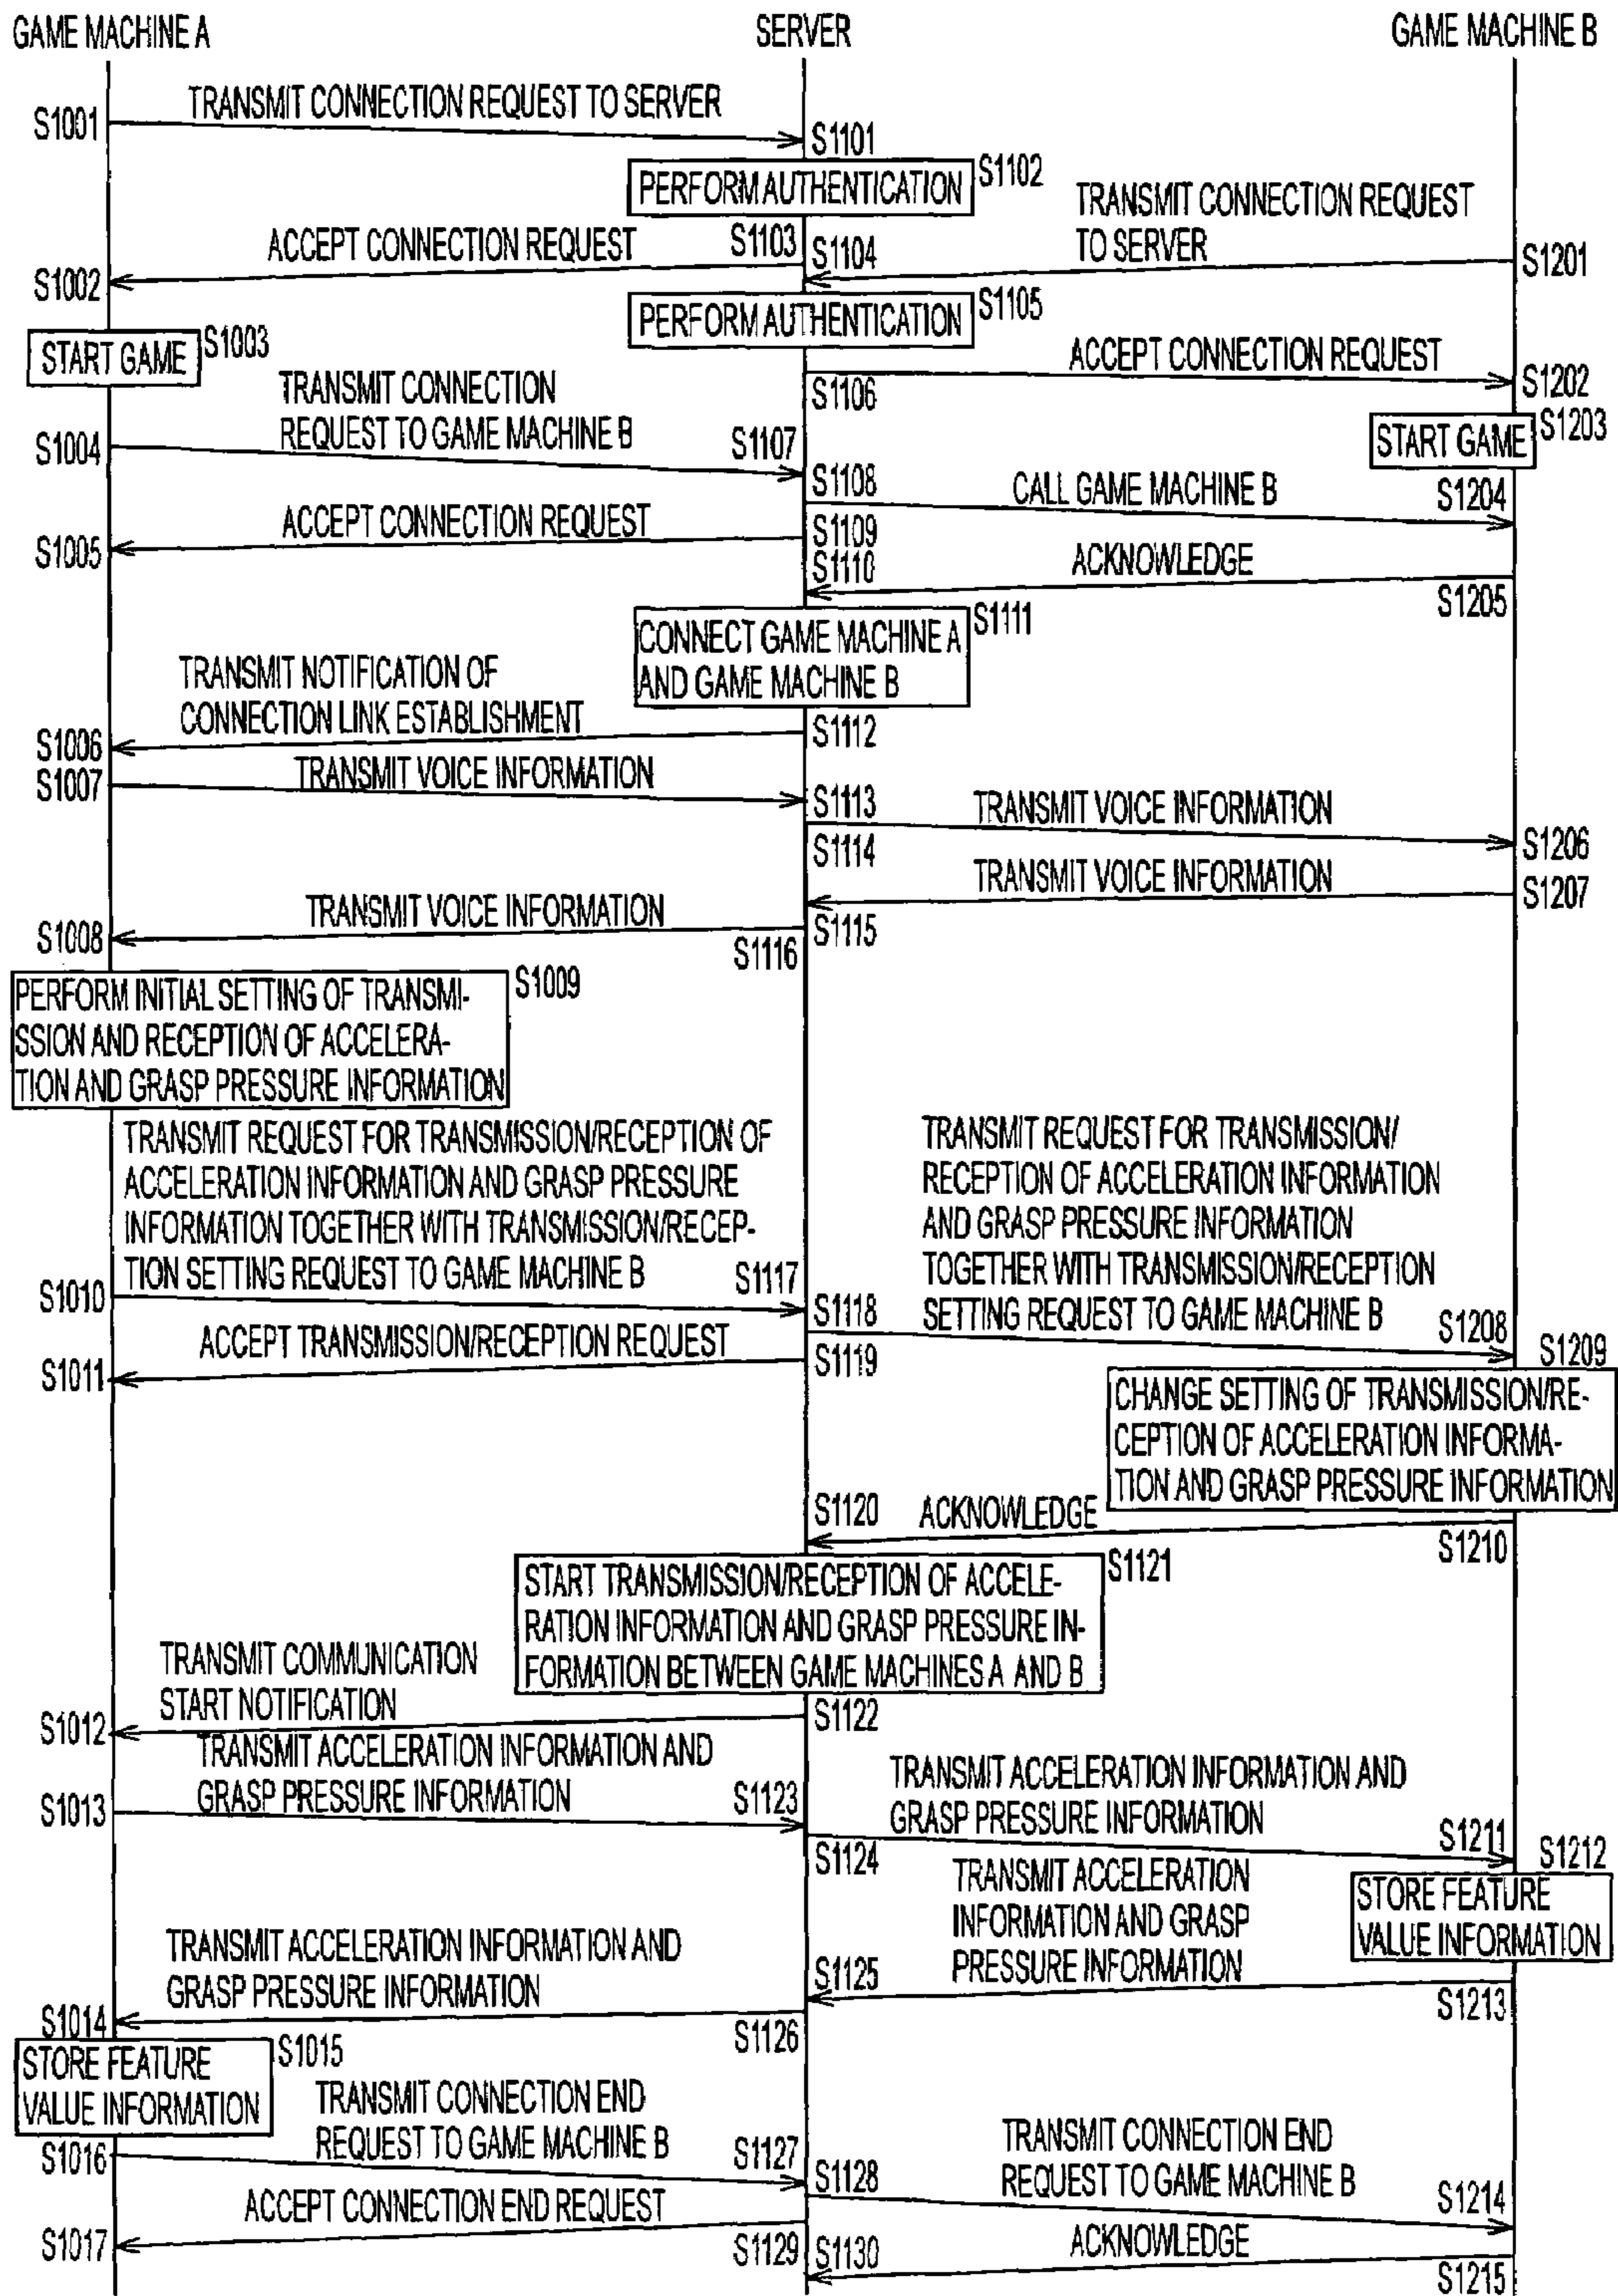 GAME MACHINE A
SERVER
GAME MACHINE B
TRANSMIT CONNECTION REQUEST TO SERVER
S1001
S1101
PERFORM AUTHENTICATION
S1102
TRANSMIT CONNECTION REQUEST
TO SERVER
ACCEPT CONNECTION REQUEST
S1103
S1104
S1201
S1002
PERFORM AUTHENTICATION
S1105
START GAME
S1003
ACCEPT CONNECTION REQUEST
S1106
S1202
TRANSMIT CONNECTION
REQUEST TO GAME MACHINE B
S1004
S1107
START GAME
S1203
S1108
CALL GAME MACHINE B
S1204
ACCEPT CONNECTION REQUEST
S1005
S1109
S1110
ACKNOWLEDGE
S1205
CONNECT GAME MACHINE A
AND GAME MACHINE B
S1111
TRANSMIT NOTIFICATION OF
CONNECTION LINK ESTABLISHMENT
S1006
S1112
S1007
TRANSMIT VOICE INFORMATION
S1113
TRANSMIT VOICE INFORMATION
S1114
S1206
TRANSMIT VOICE INFORMATION
S1207
TRANSMIT VOICE INFORMATION
S1008
S1116
S1115
PERFORM INITIAL SETTING OF TRANSMI-
SSION AND RECEPTION OF ACCELERA-
TION AND GRASP PRESSURE INFORMATION
S1009
TRANSMIT REQUEST FOR TRANSMISSION/RECEPTION OF
ACCELERATION INFORMATION AND GRASP PRESSURE
INFORMATION TOGETHER WITH TRANSMISSION/RECEP-
TION SETTING REQUEST TO GAME MACHINE B
S1010
S1117
TRANSMIT REQUEST FOR TRANSMISSION/
RECEPTION OF ACCELERATION INFORMATION
AND GRASP PRESSURE INFORMATION
TOGETHER WITH TRANSMISSION/RECEPTION
SETTING REQUEST TO GAME MACHINE B
S1118
S1208
ACCEPT TRANSMISSION/RECEPTION REQUEST
S1011
S1119
S1209
CHANGE SETTING OF TRANSMISSION/RE-
CEPTION OF ACCELERATION INFORMA-
TION AND GRASP PRESSURE INFORMATION
S1120
ACKNOWLEDGE
S1210
START TRANSMISSION/RECEPTION OF ACCELE-
RATION INFORMATION AND GRASP PRESSURE IN-
FORMATION BETWEEN GAME MACHINES A AND B
S1121
TRANSMIT COMMUNICATION
START NOTIFICATION
S1012
S1122
TRANSMIT ACCELERATION INFORMATION AND
GRASP PRESSURE INFORMATION
S1013
S1123
TRANSMIT ACCELERATION INFORMATION AND
GRASP PRESSURE INFORMATION
S1124
S1211
S1212
STORE FEATURE
VALUE INFORMATION
TRANSMIT ACCELERATION
INFORMATION AND GRASP
PRESSURE INFORMATION
S1125
S1213
TRANSMIT ACCELERATION INFORMATION AND
GRASP PRESSURE INFORMATION
S1014
S1126
STORE FEATURE
VALUE INFORMATION
S1015
TRANSMIT CONNECTION END
REQUEST TO GAME MACHINE B
S1016
S1127
TRANSMIT CONNECTION END
REQUEST TO GAME MACHINE B
S1128
S1214
ACCEPT CONNECTION END REQUEST
S1017
S1129
S1130
ACKNOWLEDGE
S1215